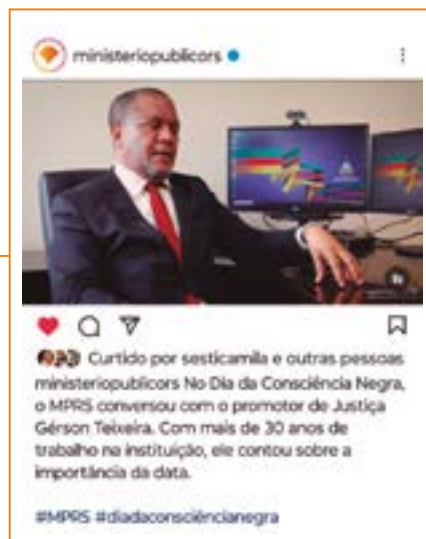 ministeriopublicors
Curtido por sesticamila e outras pessoas
ministeriopublicors No Dia da Consciência Negra,
o MPRS conversou com o promotor de Justiça
Gérson Teixeira. Com mais de 30 anos de
trabalho na instituição, ele contou sobre a
importância da data.
#MPRS #diadaconsciêncianegra